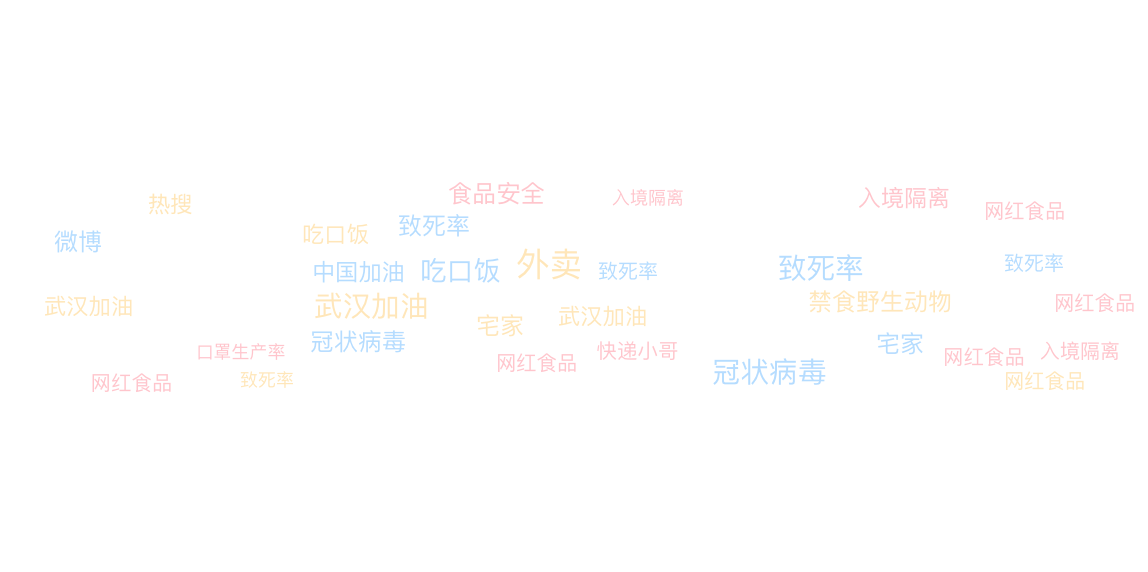 食品安全
入境隔离
入境隔离
热搜
网红食品
致死率
吃口饭
微博
致死率
中国加油
吃口饭
外卖
致死率
致死率
武汉加油
武汉加油
禁食野生动物
网红食品
宅家
武汉加油
冠状病毒
宅家
口罩生产率
网红食品
快递小哥
网红食品
入境隔离
冠状病毒
网红食品
致死率
网红食品